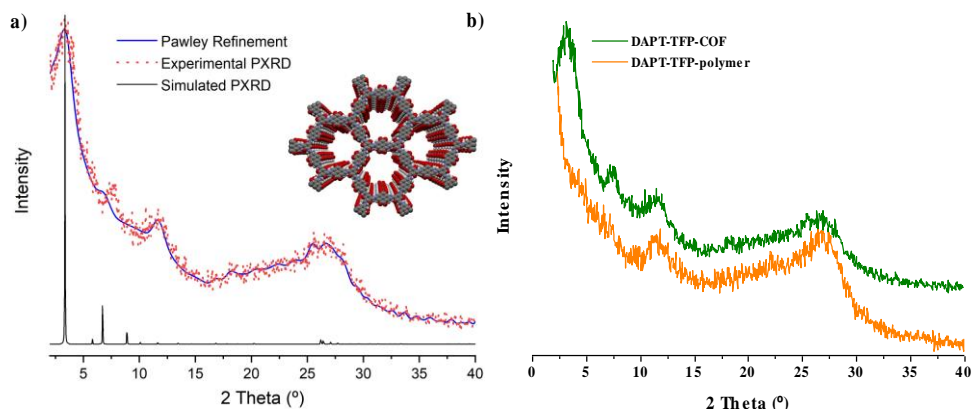 a)
Pawley Refinement
Experimental PXRD
Simulated PXRD
Intensity
5 10 15 20 25 30 35 40
2 Theta (º)
b)
DAPT-TFP-COF
DAPT-TFP-polymer
Intensity
0 5 10 15 20 25 30 35 40
2 Theta (º)